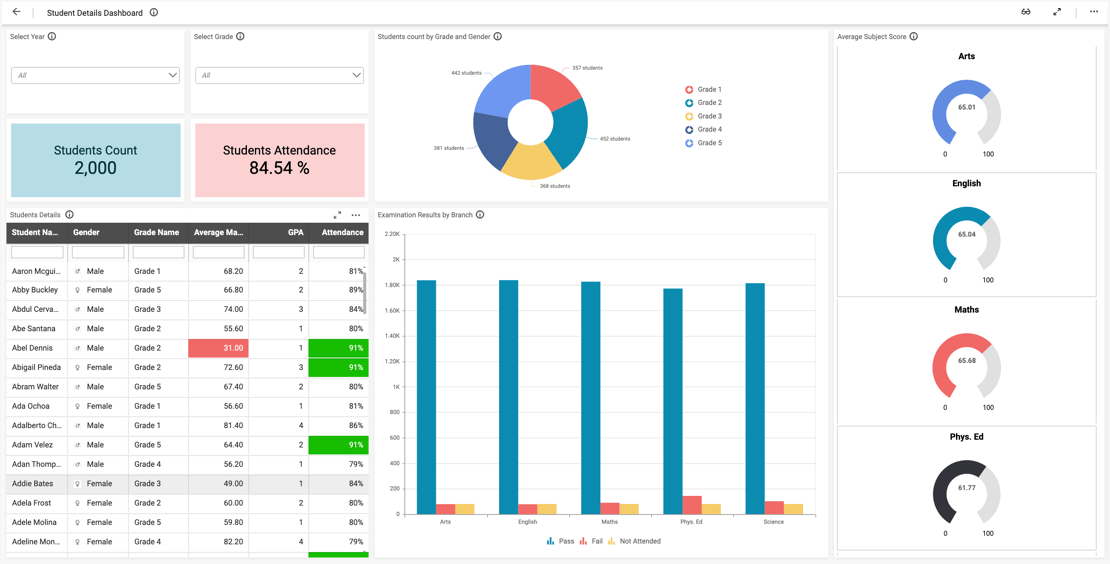 Student Details Dashboard
Select Year
All
Select Grade
All
Students Count
2,000
Students Attendance
84.54 %
Students count by Grade and Gender
442 students
357 students
452 students
381 students
368 students
Grade 1
Grade 2
Grade 3
Grade 4
Grade 5
Average Subject Score
Arts
65.01
0 100
English
65.04
0 100
Maths
65.68
0 100
Phys. Ed
61.77
0 100
Students Details
Student Na... Gender Grade Name Average Ma... GPA Attendance
Aaron Mcgui... Male Grade 1 68.20 2 81%
Abby Buckley Female Grade 5 66.80 2 89%
Abdul Cerva... Male Grade 3 74.00 3 84%
Abe Santana Male Grade 2 55.60 1 80%
Abel Dennis Male Grade 2 31.00 1 91%
Abigail Pineda Female Grade 2 72.60 3 91%
Abram Walter Male Grade 5 67.40 2 80%
Ada Ochoa Female Grade 1 56.60 1 81%
Adalberto Ch... Male Grade 1 81.40 4 86%
Adam Velez Male Grade 5 64.40 2 91%
Adan Thomp... Male Grade 4 56.20 1 79%
Addie Bates Female Grade 3 49.00 1 84%
Adela Frost Female Grade 2 60.00 2 80%
Adele Molina Female Grade 5 59.80 1 80%
Adeline Mon... Female Grade 4 82.20 4 79%
Examination Results by Branch
2.20K
2K
1.80K
1.60K
1.40K
1.20K
1K
800
600
400
200
0
Arts English Maths Phys. Ed Science
Pass Fail Not Attended